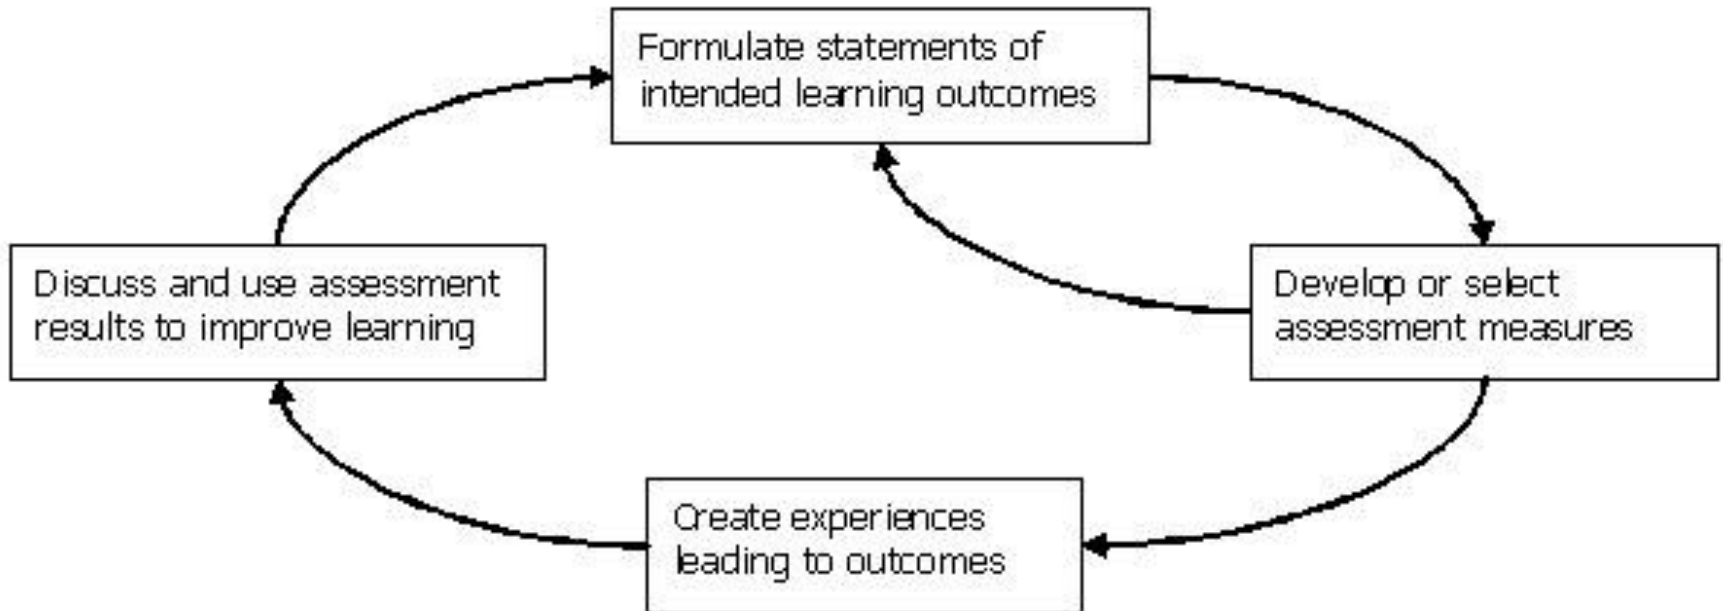 Formulate statements of
intended learning outcomes
Develop or select
assessment measures
Create experiences
leading to outcomes
Discuss and use assessment
results to improve learning